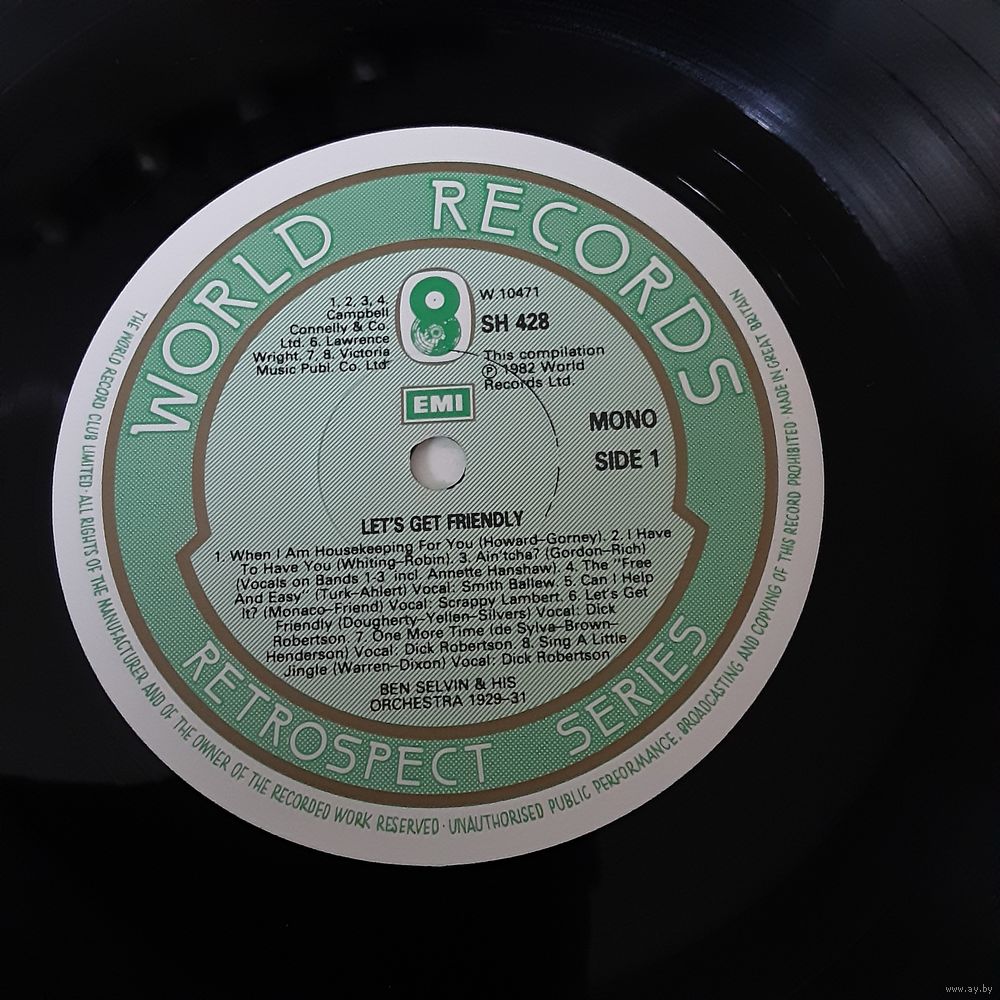 WORLD RECORDS
1, 2, 3, 4,
Campbell
Connelly & Co.
Ltd. 6. Lawrence
Wright. 7, 8. Victoria
Music Publ. Co. Ltd.
W.10471
SH 428
This compilation
Ⓟ 1982 World
Records Ltd.
EMI
MONO
SIDE 1
LET'S GET FRIENDLY
1. When I Am Housekeeping For You (Howard–Gorney). 2. I Have
To Have You (Whiting–Robin). 3. Ain'tcha? (Gordon–Rich)
(Vocals on Bands 1-3 incl. Annette Hanshaw). 4. The "Free
And Easy" (Turk–Ahlert) Vocal: Smith Ballew. 5. Can I Help
It? (Monaco–Friend) Vocal: Scrappy Lambert. 6. Let's Get
Friendly (Dougherty–Yellen–Silvers) Vocal: Dick
Robertson. 7. One More Time (de Sylva–Brown–
Henderson) Vocal: Dick Robertson. 8. Sing A Little
Jingle (Warren–Dixon) Vocal: Dick Robertson
BEN SELVIN & HIS
ORCHESTRA 1929–31
RETROSPECT SERIES
THE WORLD RECORD CLUB LIMITED · ALL RIGHTS OF THE MANUFACTURER AND OF THE OWNER OF THE RECORDED WORK RESERVED · UNAUTHORISED PUBLIC PERFORMANCE, BROADCASTING AND COPYING OF THIS RECORD PROHIBITED · MADE IN GREAT BRITAIN
www.ay.by